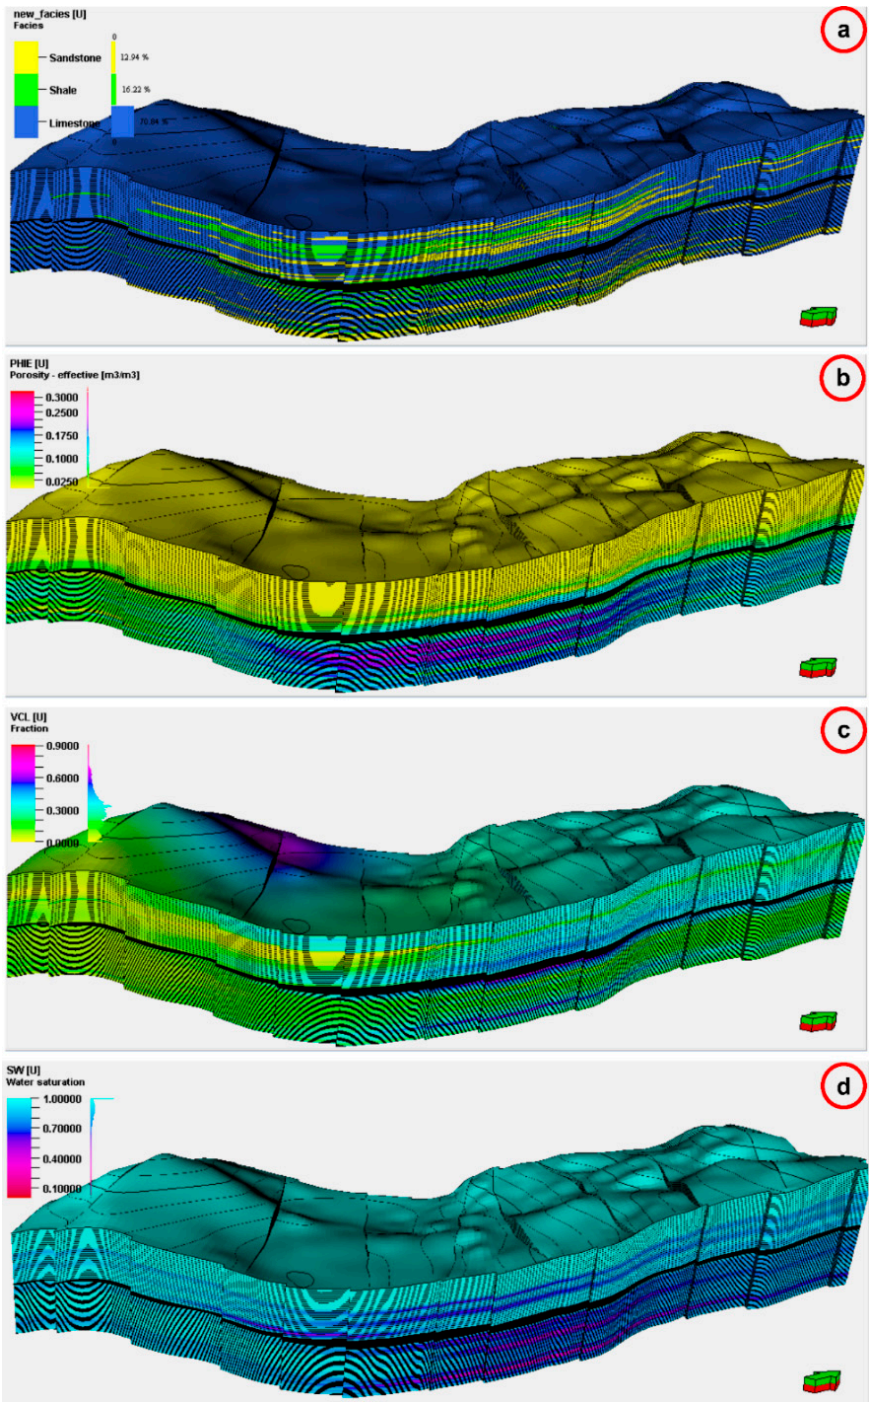 new_facies [U]
Facies
a
0
Sandstone 12.94 %
Shale 16.22 %
Limestone 70.84 %
0
PHIE [U]
Porosity - effective [m3/m3]
b
0.3000
0.2500
0.1750
0.1000
0.0250
VCL [U]
Fraction
c
0.9000
0.6000
0.3000
0.0000
SW [U]
Water saturation
d
1.00000
0.70000
0.40000
0.10000